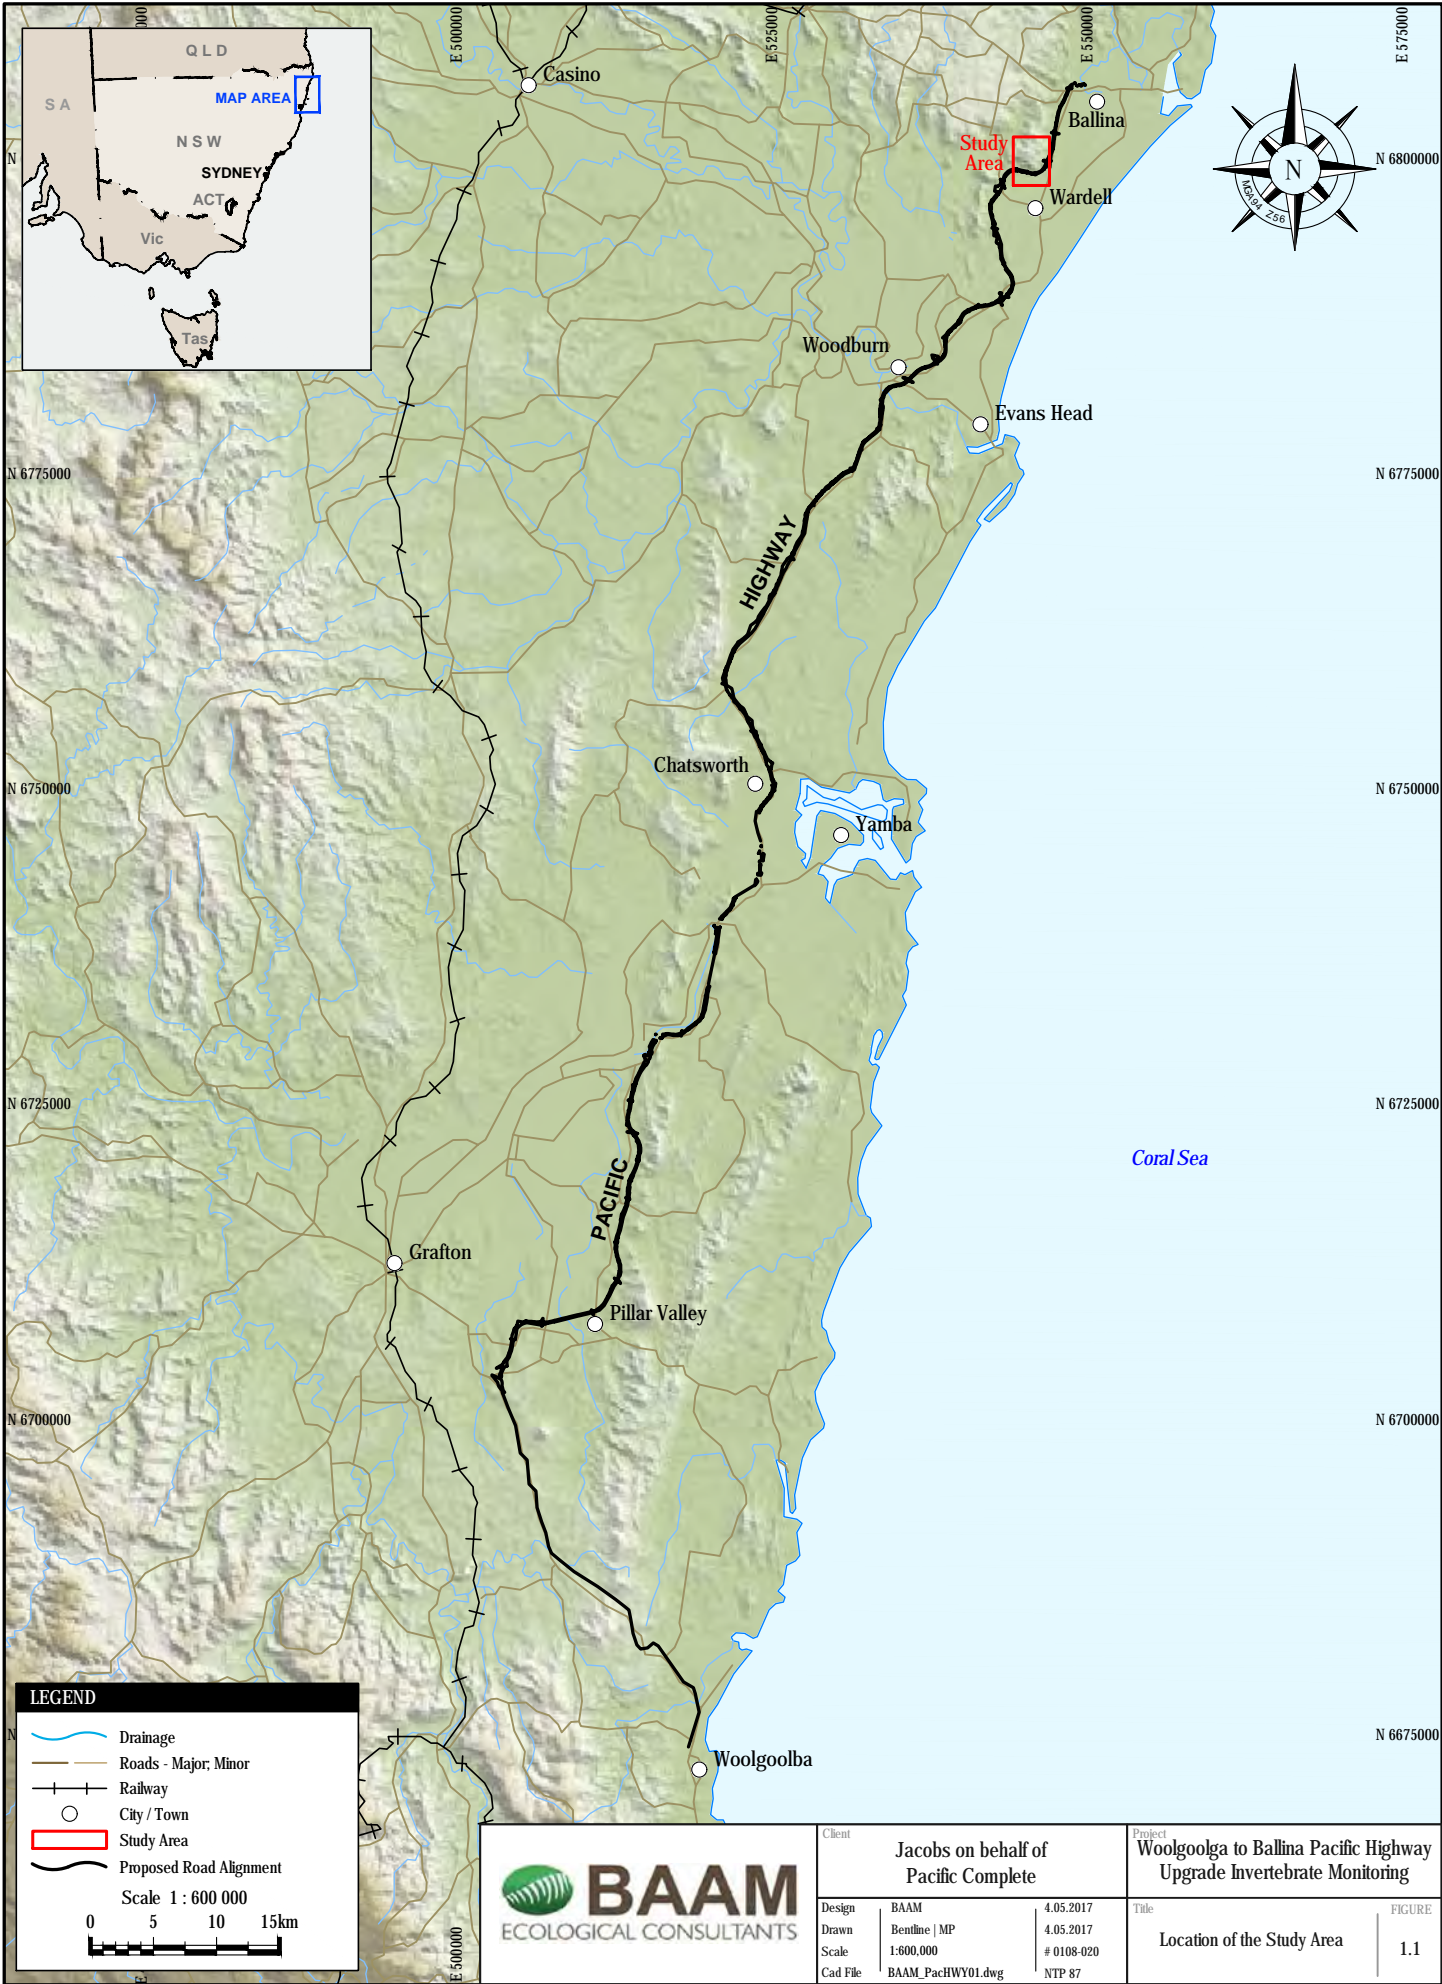 E 500000
E 525000
E 550000
E 575000
Q L D
S A
MAP AREA
N S W
SYDNEY
ACT
Vic
Tas
Casino
Ballina
Study
Area
Wardell
N
MGA94 Z56
N
N 6800000
Woodburn
Evans Head
N 6775000
N 6775000
HIGHWAY
Chatsworth
N 6750000
N 6750000
Yamba
N 6725000
N 6725000
Coral Sea
PACIFIC
Grafton
Pillar Valley
N 6700000
N 6700000
N
N 6675000
Woolgoolba
LEGEND
Drainage
Roads - Major, Minor
Railway
City / Town
Study Area
Proposed Road Alignment
Scale 1 : 600 000
0 5 10 15km
E
E 500000
BAAM
ECOLOGICAL CONSULTANTS
Client
Jacobs on behalf of
Pacific Complete
Project
Woolgoolga to Ballina Pacific Highway
Upgrade Invertebrate Monitoring
Design BAAM 4.05.2017
Drawn Bentline | MP 4.05.2017
Scale 1:600,000 # 0108-020
Cad File BAAM_PacHWY01.dwg NTP 87
Title
Location of the Study Area
FIGURE
1.1